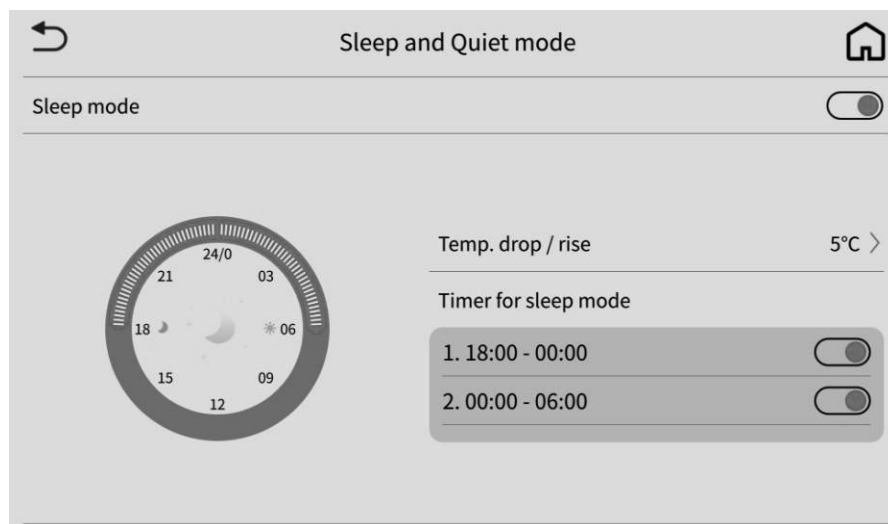 Sleep and Quiet mode
Sleep mode
24/0
21
03
18
06
15
09
12
Temp. drop / rise
5°C
Timer for sleep mode
1. 18:00 - 00:00
2. 00:00 - 06:00